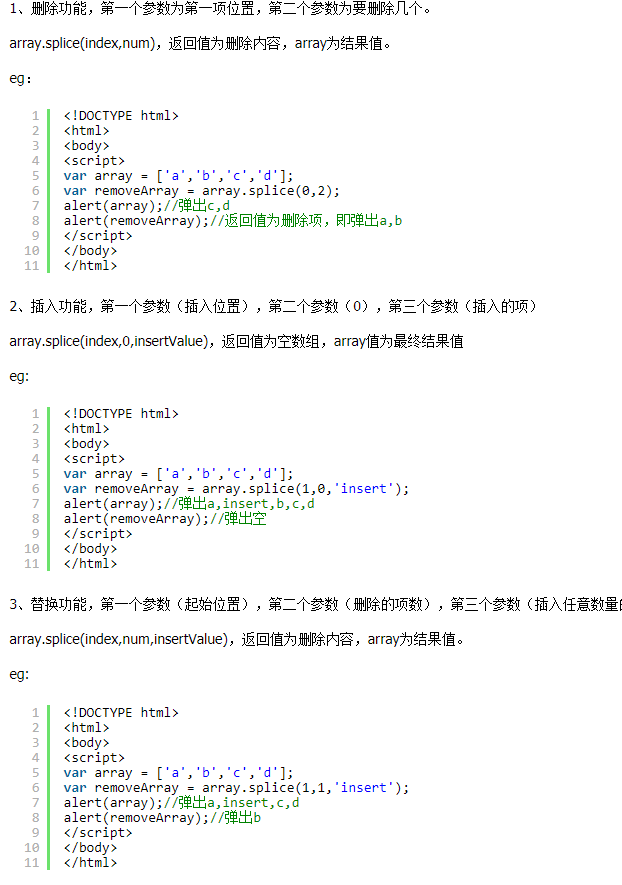 1、删除功能，第一个参数为第一项位置，第二个参数为要删除几个。
array.splice(index,num)，返回值为删除内容，array为结果值。
eg：
1 <!DOCTYPE html>
2 <html>
3 <body>
4 <script>
5 var array = ['a','b','c','d'];
6 var removeArray = array.splice(0,2);
7 alert(array);//弹出c,d
8 alert(removeArray);//返回值为删除项，即弹出a,b
9 </script>
10 </body>
11 </html>
2、插入功能，第一个参数（插入位置），第二个参数（0），第三个参数（插入的项）
array.splice(index,0,insertValue)，返回值为空数组，array值为最终结果值
eg:
1 <!DOCTYPE html>
2 <html>
3 <body>
4 <script>
5 var array = ['a','b','c','d'];
6 var removeArray = array.splice(1,0,'insert');
7 alert(array);//弹出a,insert,b,c,d
8 alert(removeArray);//弹出空
9 </script>
10 </body>
11 </html>
3、替换功能，第一个参数（起始位置），第二个参数（删除的项数），第三个参数（插入任意数量
array.splice(index,num,insertValue)，返回值为删除内容，array为结果值。
eg:
1 <!DOCTYPE html>
2 <html>
3 <body>
4 <script>
5 var array = ['a','b','c','d'];
6 var removeArray = array.splice(1,1,'insert');
7 alert(array);//弹出a,insert,c,d
8 alert(removeArray);//弹出b
9 </script>
10 </body>
11 </html>